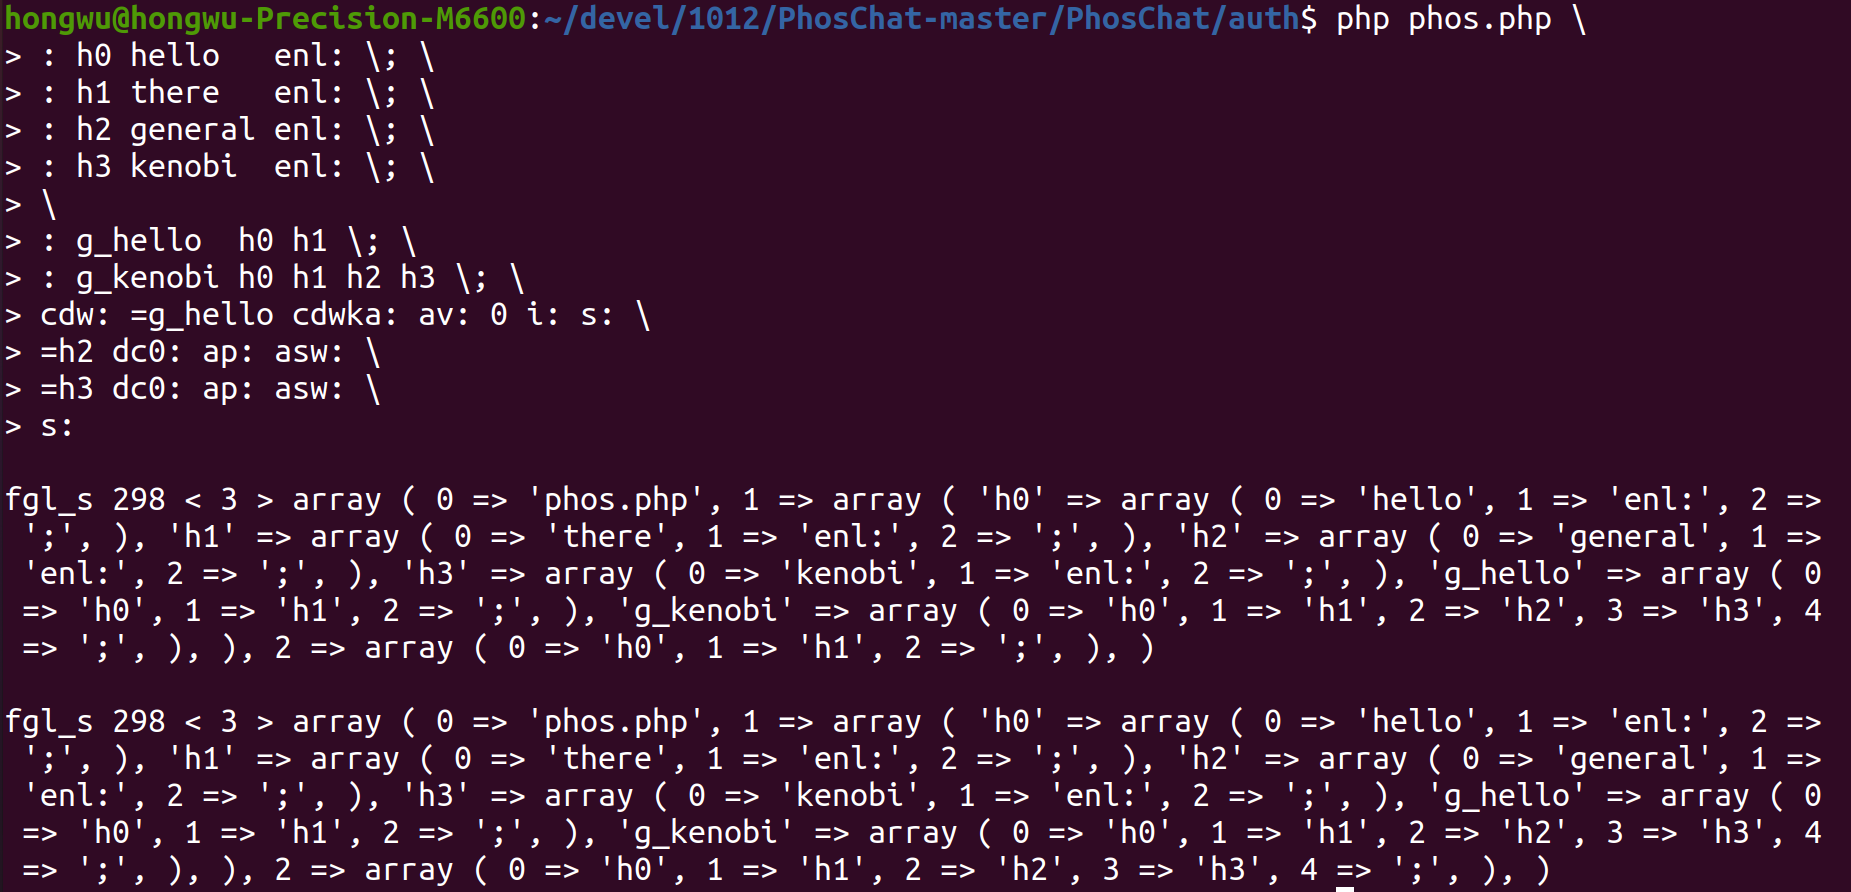 hongwu@hongwu-Precision-M6600:~/devel/1012/PhosChat-master/PhosChat/auth$ php phos.php \
> : h0 hello   enl: \; \
> : h1 there   enl: \; \
> : h2 general enl: \; \
> : h3 kenobi  enl: \; \
> \
> : g_hello  h0 h1 \; \
> : g_kenobi h0 h1 h2 h3 \; \
> cdw: =g_hello cdwka: av: 0 i: s: \
> =h2 dc0: ap: asw: \
> =h3 dc0: ap: asw: \
> s:

fgl_s 298 < 3 > array ( 0 => 'phos.php', 1 => array ( 'h0' => array ( 0 => 'hello', 1 => 'enl:', 2 =>
 ';', ), 'h1' => array ( 0 => 'there', 1 => 'enl:', 2 => ';', ), 'h2' => array ( 0 => 'general', 1 =>
 'enl:', 2 => ';', ), 'h3' => array ( 0 => 'kenobi', 1 => 'enl:', 2 => ';', ), 'g_hello' => array ( 0
 => 'h0', 1 => 'h1', 2 => ';', ), 'g_kenobi' => array ( 0 => 'h0', 1 => 'h1', 2 => 'h2', 3 => 'h3', 4
 => ';', ), ), 2 => array ( 0 => 'h0', 1 => 'h1', 2 => ';', ), )

fgl_s 298 < 3 > array ( 0 => 'phos.php', 1 => array ( 'h0' => array ( 0 => 'hello', 1 => 'enl:', 2 =>
 ';', ), 'h1' => array ( 0 => 'there', 1 => 'enl:', 2 => ';', ), 'h2' => array ( 0 => 'general', 1 =>
 'enl:', 2 => ';', ), 'h3' => array ( 0 => 'kenobi', 1 => 'enl:', 2 => ';', ), 'g_hello' => array ( 0
 => 'h0', 1 => 'h1', 2 => ';', ), 'g_kenobi' => array ( 0 => 'h0', 1 => 'h1', 2 => 'h2', 3 => 'h3', 4
 => ';', ), ), 2 => array ( 0 => 'h0', 1 => 'h1', 2 => 'h2', 3 => 'h3', 4 => ';', ), )